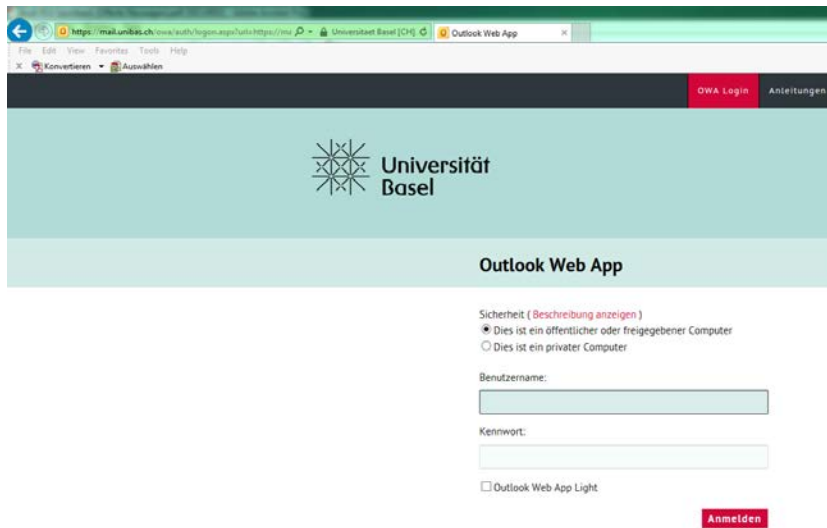 https://mail.unibas.ch/owa/auth/logon.aspx?url=https://ma
Universitaet Basel [CH]
Outlook Web App
File Edit View Favorites Tools Help
X Konvertieren Auswählen
OWA Login Anleitungen
Universität
Basel
Outlook Web App
Sicherheit ( Beschreibung anzeigen )
Dies ist ein öffentlicher oder freigegebener Computer
Dies ist ein privater Computer
Benutzername:
Kennwort:
Outlook Web App Light
Anmelden